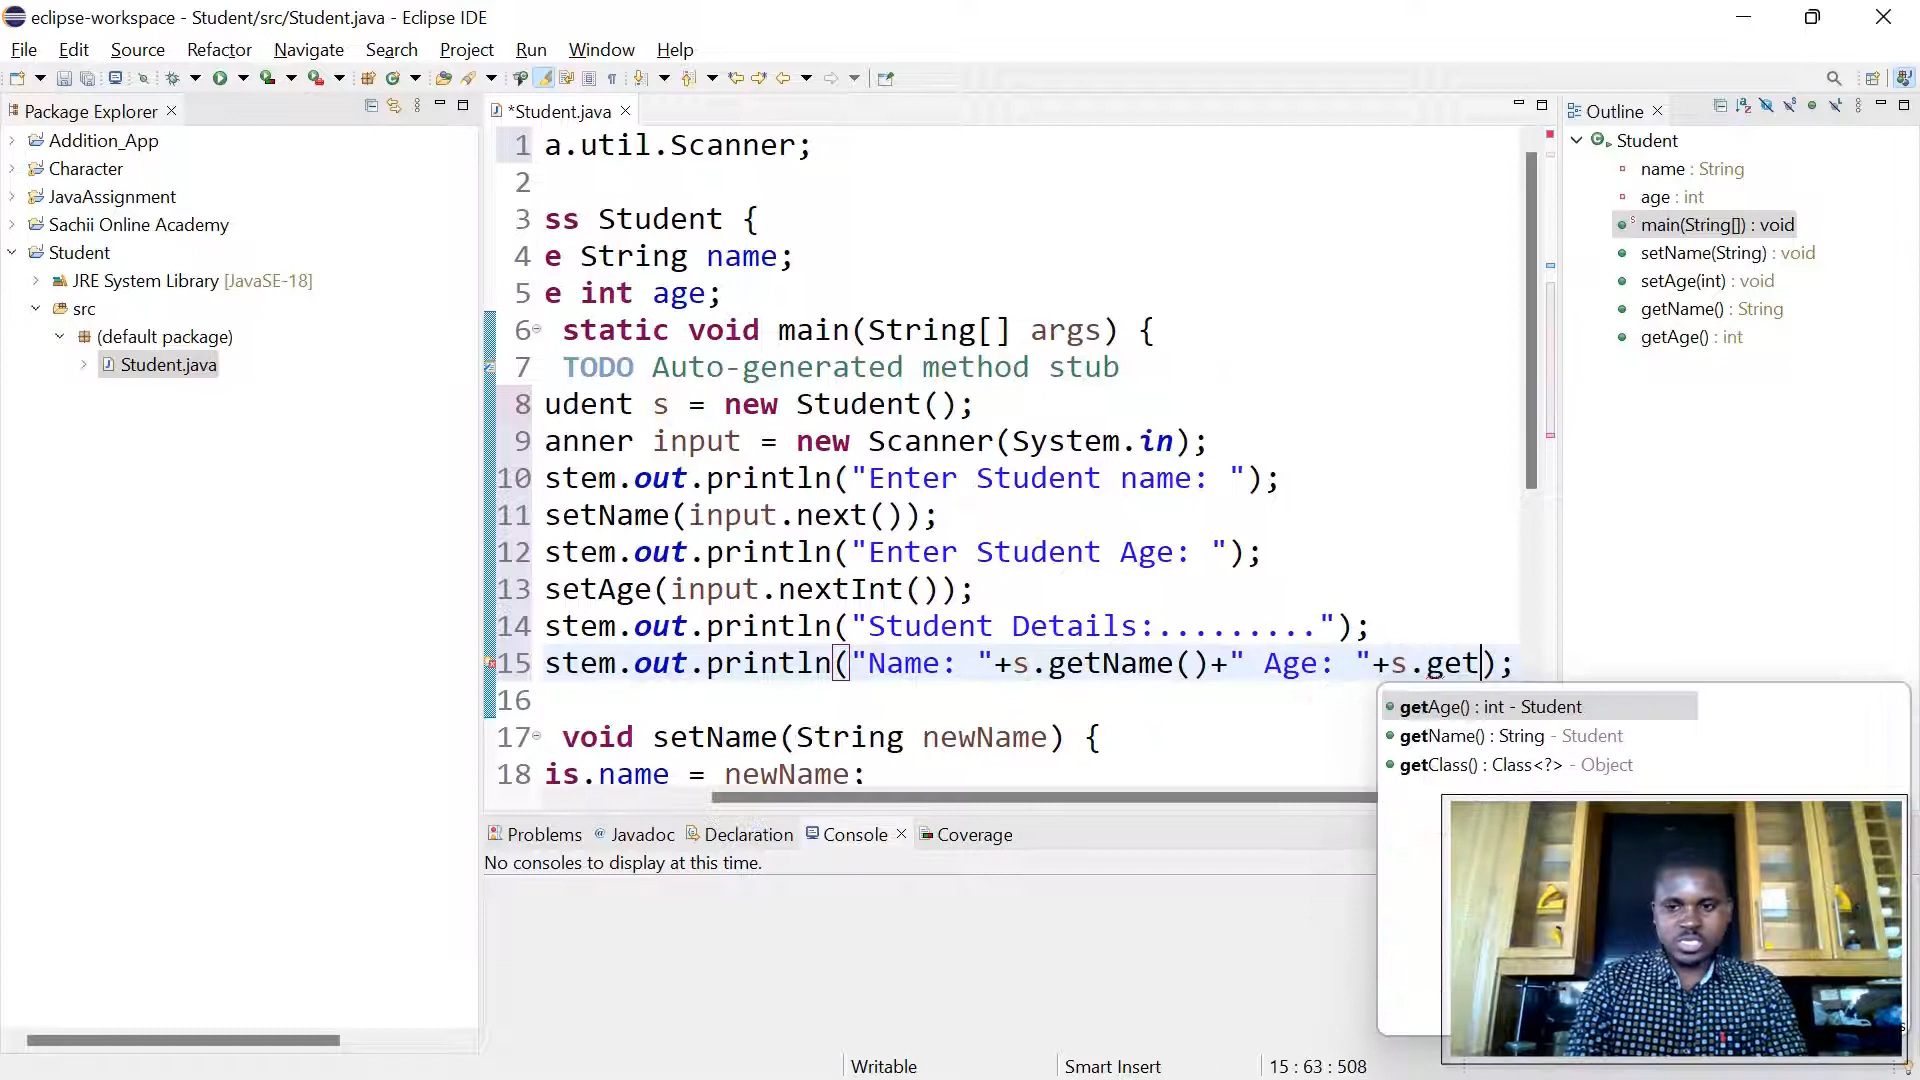 eclipse-workspace - Student/src/Student.java - Eclipse IDE
File Edit Source Refactor Navigate Search Project Run Window Help
Package Explorer
*Student.java
Outline
Addition_App
Character
JavaAssignment
Sachii Online Academy
Student
JRE System Library [JavaSE-18]
src
(default package)
Student.java
1 a.util.Scanner;
2
3 ss Student {
4 e String name;
5 e int age;
6 static void main(String[] args) {
7 TODO Auto-generated method stub
8 udent s = new Student();
9 anner input = new Scanner(System.in);
10 stem.out.println("Enter Student name: ");
11 setName(input.next());
12 stem.out.println("Enter Student Age: ");
13 setAge(input.nextInt());
14 stem.out.println("Student Details:.........");
15 stem.out.println("Name: "+s.getName()+" Age: "+s.get);
16
17 void setName(String newName) {
18 is.name = newName;
getAge() : int - Student
getName() : String - Student
getClass() : Class<?> - Object
Student
name : String
age : int
main(String[]) : void
setName(String) : void
setAge(int) : void
getName() : String
getAge() : int
Problems Javadoc Declaration Console Coverage
No consoles to display at this time.
Writable Smart Insert 15 : 63 : 508